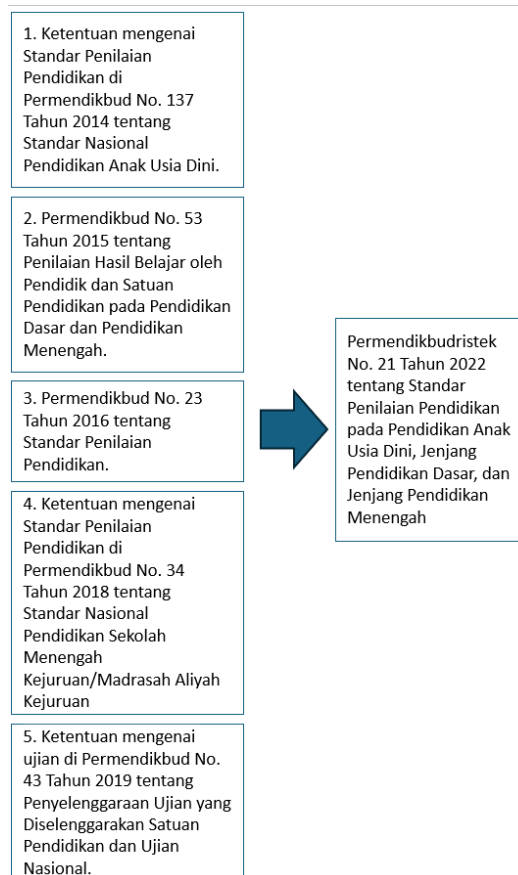 1. Ketentuan mengenai
Standar Penilaian
Pendidikan di
Permendikbud No. 137
Tahun 2014 tentang
Standar Nasional
Pendidikan Anak Usia Dini.
2. Permendikbud No. 53
Tahun 2015 tentang
Penilaian Hasil Belajar oleh
Pendidik dan Satuan
Pendidikan pada Pendidikan
Dasar dan Pendidikan
Menengah.
3. Permendikbud No. 23
Tahun 2016 tentang
Standar Penilaian
Pendidikan.
4. Ketentuan mengenai
Standar Penilaian
Pendidikan di
Permendikbud No. 34
Tahun 2018 tentang
Standar Nasional
Pendidikan Sekolah
Menengah
Kejuruan/Madrasah Aliyah
Kejuruan
5. Ketentuan mengenai
ujian di Permendikbud No.
43 Tahun 2019 tentang
Penyelenggaraan Ujian yang
Diselenggarakan Satuan
Pendidikan dan Ujian
Nasional.
Permendikbudristek
No. 21 Tahun 2022
tentang Standar
Penilaian Pendidikan
pada Pendidikan Anak
Usia Dini, Jenjang
Pendidikan Dasar, dan
Jenjang Pendidikan
Menengah